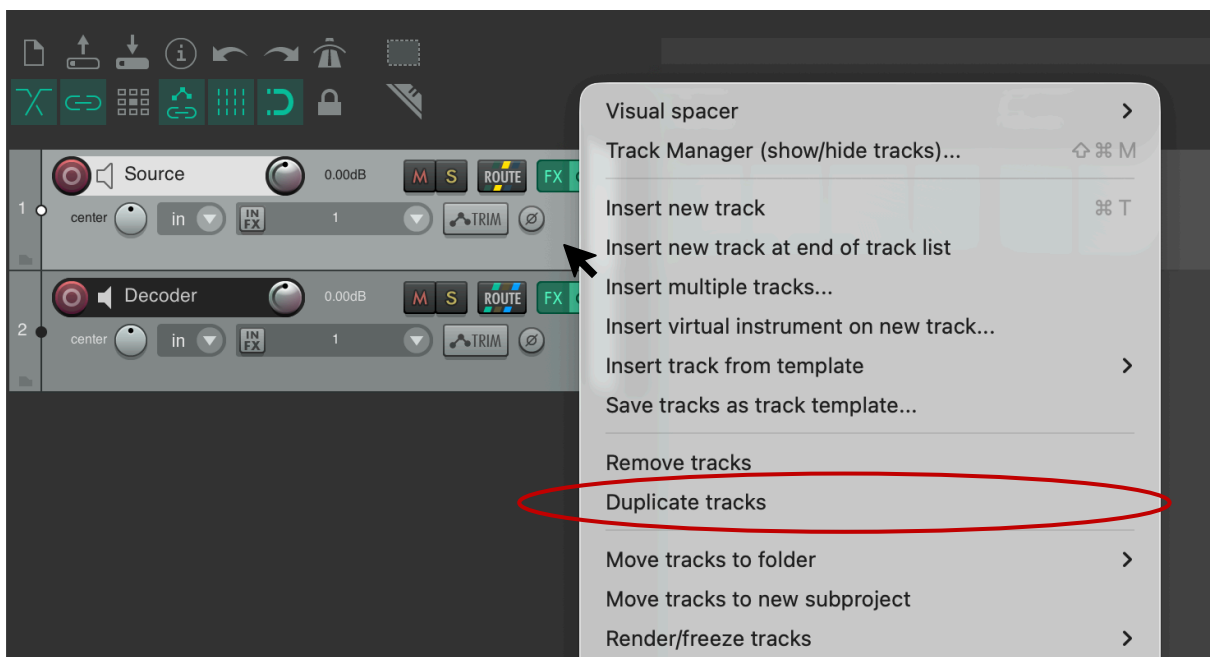 Visual spacer
Track Manager (show/hide tracks)... ⇧ ⌘ M
Insert new track ⌘ T
Insert new track at end of track list
Insert multiple tracks...
Insert virtual instrument on new track...
Insert track from template
Save tracks as track template...
Remove tracks
Duplicate tracks
Move tracks to folder
Move tracks to new subproject
Render/freeze tracks
Source 0.00dB M S ROUTE FX
1 center in IN FX 1 TRIM Ø
Decoder 0.00dB M S ROUTE FX
2 center in IN FX 1 TRIM Ø